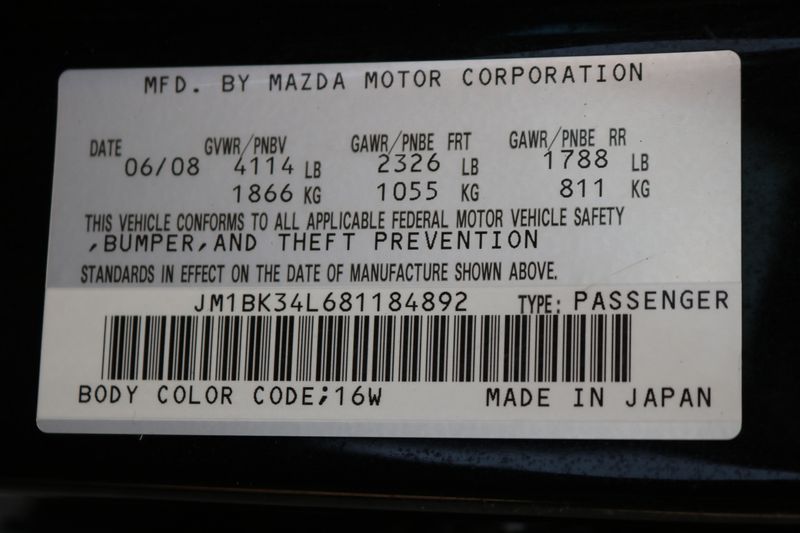 MFD. BY MAZDA MOTOR CORPORATION
DATE GVWR/PNBV GAWR/PNBE FRT GAWR/PNBE RR
06/08 4114 LB 2326 LB 1788 LB
1866 KG 1055 KG 811 KG
THIS VEHICLE CONFORMS TO ALL APPLICABLE FEDERAL MOTOR VEHICLE SAFETY
,BUMPER,AND THEFT PREVENTION
STANDARDS IN EFFECT ON THE DATE OF MANUFACTURE SHOWN ABOVE.
JM1BK34L681184892 TYPE: PASSENGER
BODY COLOR CODE;16W MADE IN JAPAN